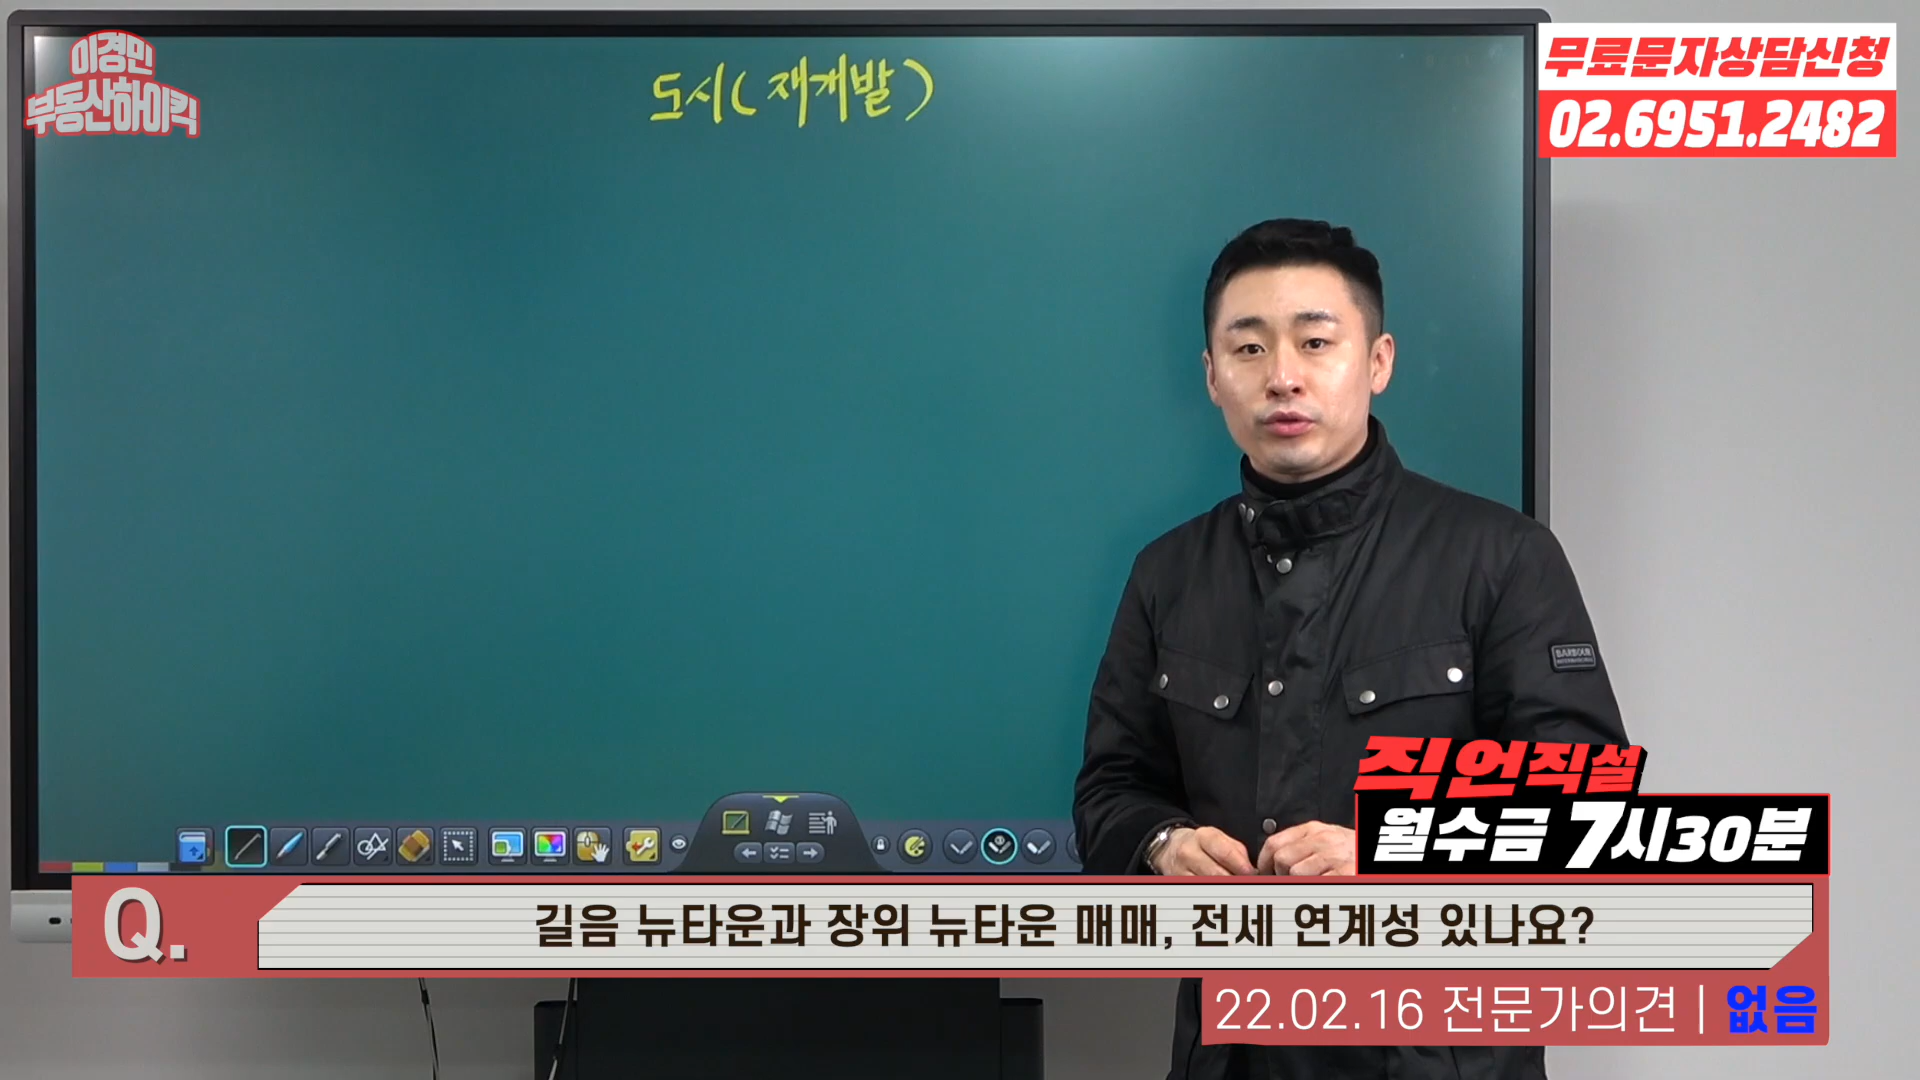 이경민
부동산하이킥
도시(재개발)
무료문자상담신청
02.6951.2482
BARBOUR
INTERNATIONAL
직언직설
월수금 7시30분
Q.
길음 뉴타운과 장위 뉴타운 매매, 전세 연계성 있나요?
22.02.16 전문가의견 | 없음